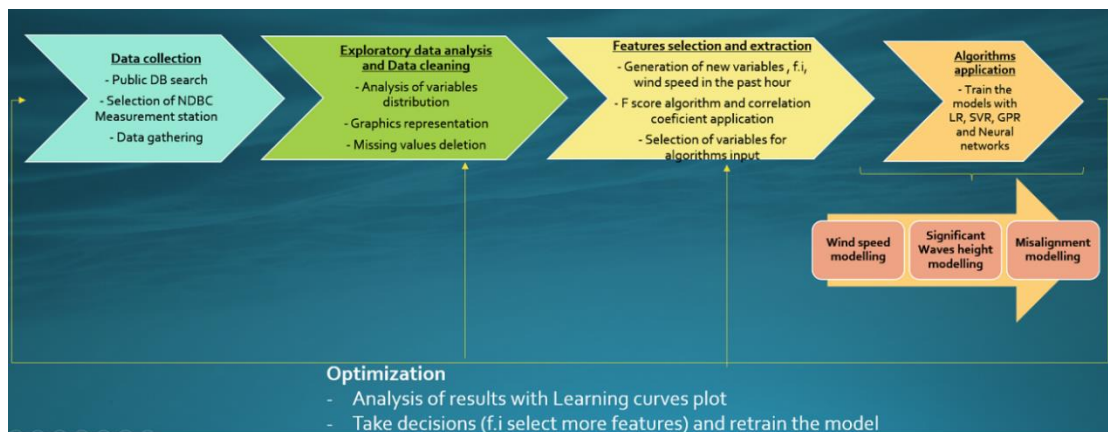 Data collection
- Public DB search
- Selection of NDBC
Measurement station
- Data gathering
Exploratory data analysis
and Data cleaning
- Analysis of variables
distribution
- Graphics representation
- Missing values deletion
Features selection and extraction
- Generation of new variables , f.i,
wind speed in the past hour
- F score algorithm and correlation
coeficient application
- Selection of variables for
algorithms input
Algorithms
application
- Train the
models with
LR, SVR, GPR
and Neural
networks
Wind speed
modelling
Significant
Waves height
modelling
Misalignment
modelling
Optimization
- Analysis of results with Learning curves plot
- Take decisions (f.i select more features) and retrain the model